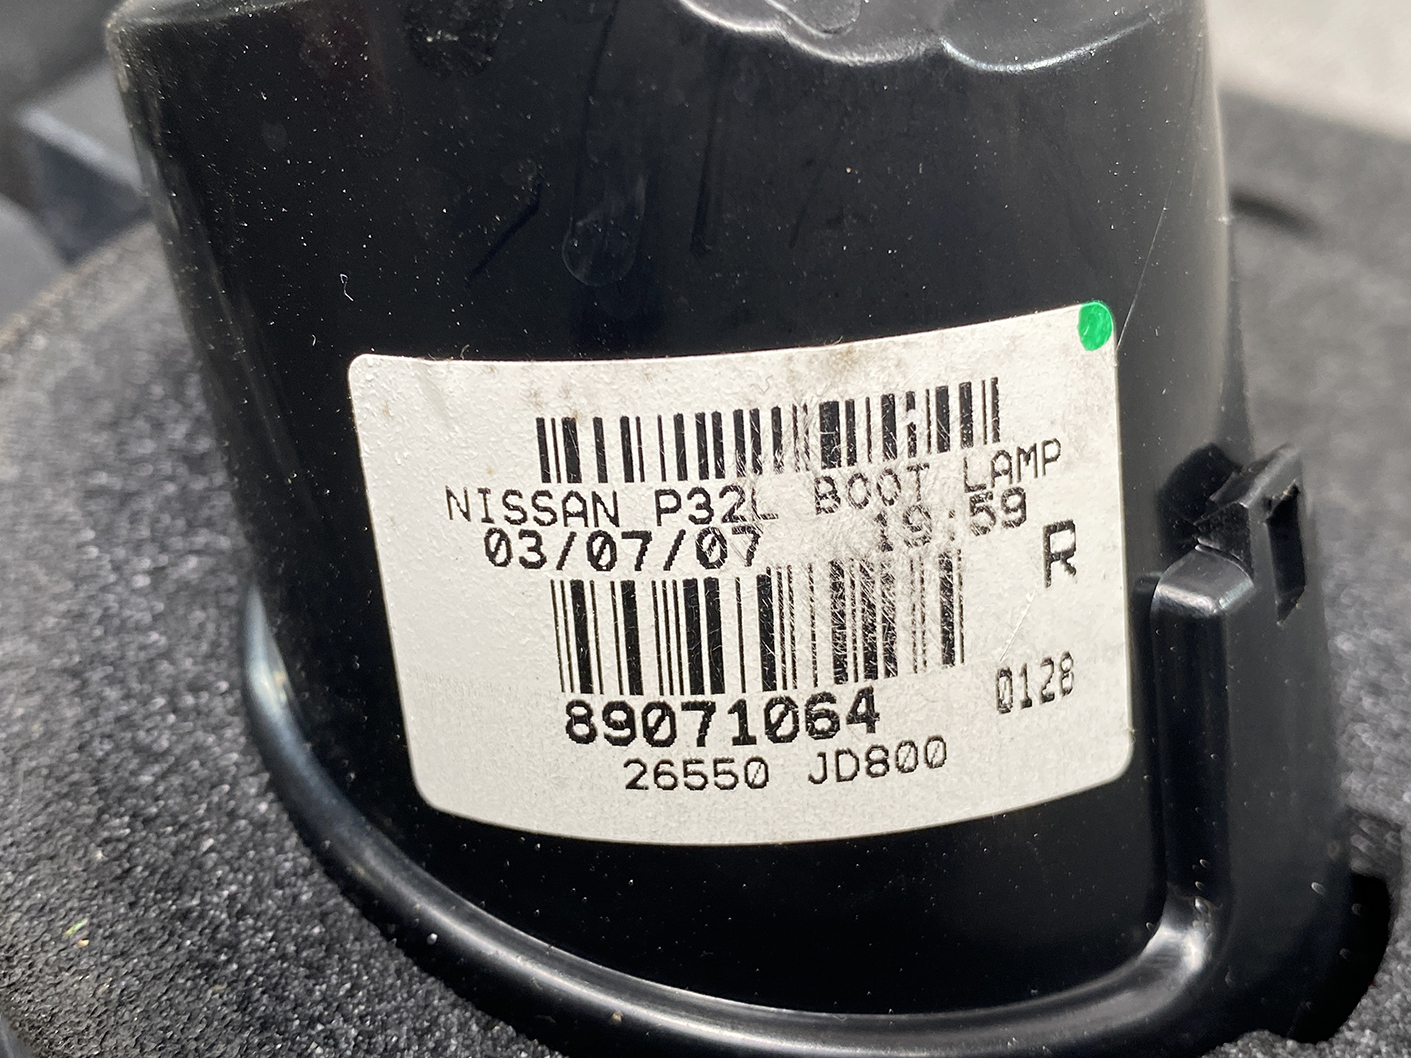 NISSAN P32L BOOT LAMP
03/07/07 19:59
R
0128
89071064
26550 JD800